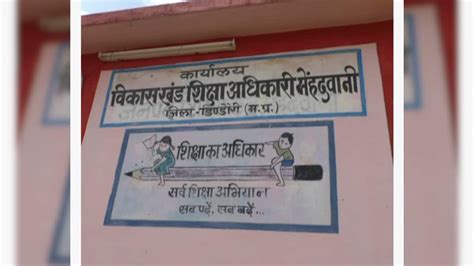 कार्यालय
विकासखंड शिक्षा अधिकारी मेंहदवानी
जिला-डिण्डौरी (म.प्र.)
शिक्षा का अधिकार
सर्व शिक्षा अभियान
सब पढ़ें, सब बढ़ें...